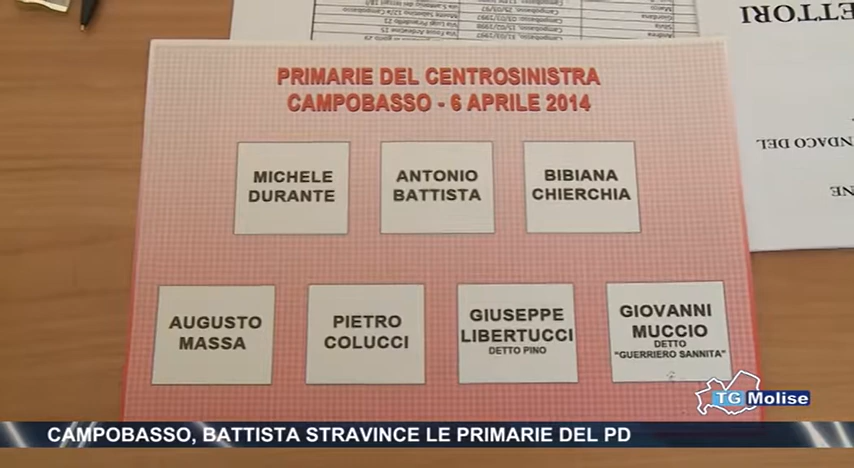 PRIMARIE DEL CENTROSINISTRA
CAMPOBASSO - 6 APRILE 2014
MICHELE
DURANTE
ANTONIO
BATTISTA
BIBIANA
CHIERCHIA
AUGUSTO
MASSA
PIETRO
COLUCCI
GIUSEPPE
LIBERTUCCI
DETTO PINO
GIOVANNI
MUCCIO
DETTO
"GUERRIERO SANNITA"
TG Molise
CAMPOBASSO, BATTISTA STRAVINCE LE PRIMARIE DEL PD